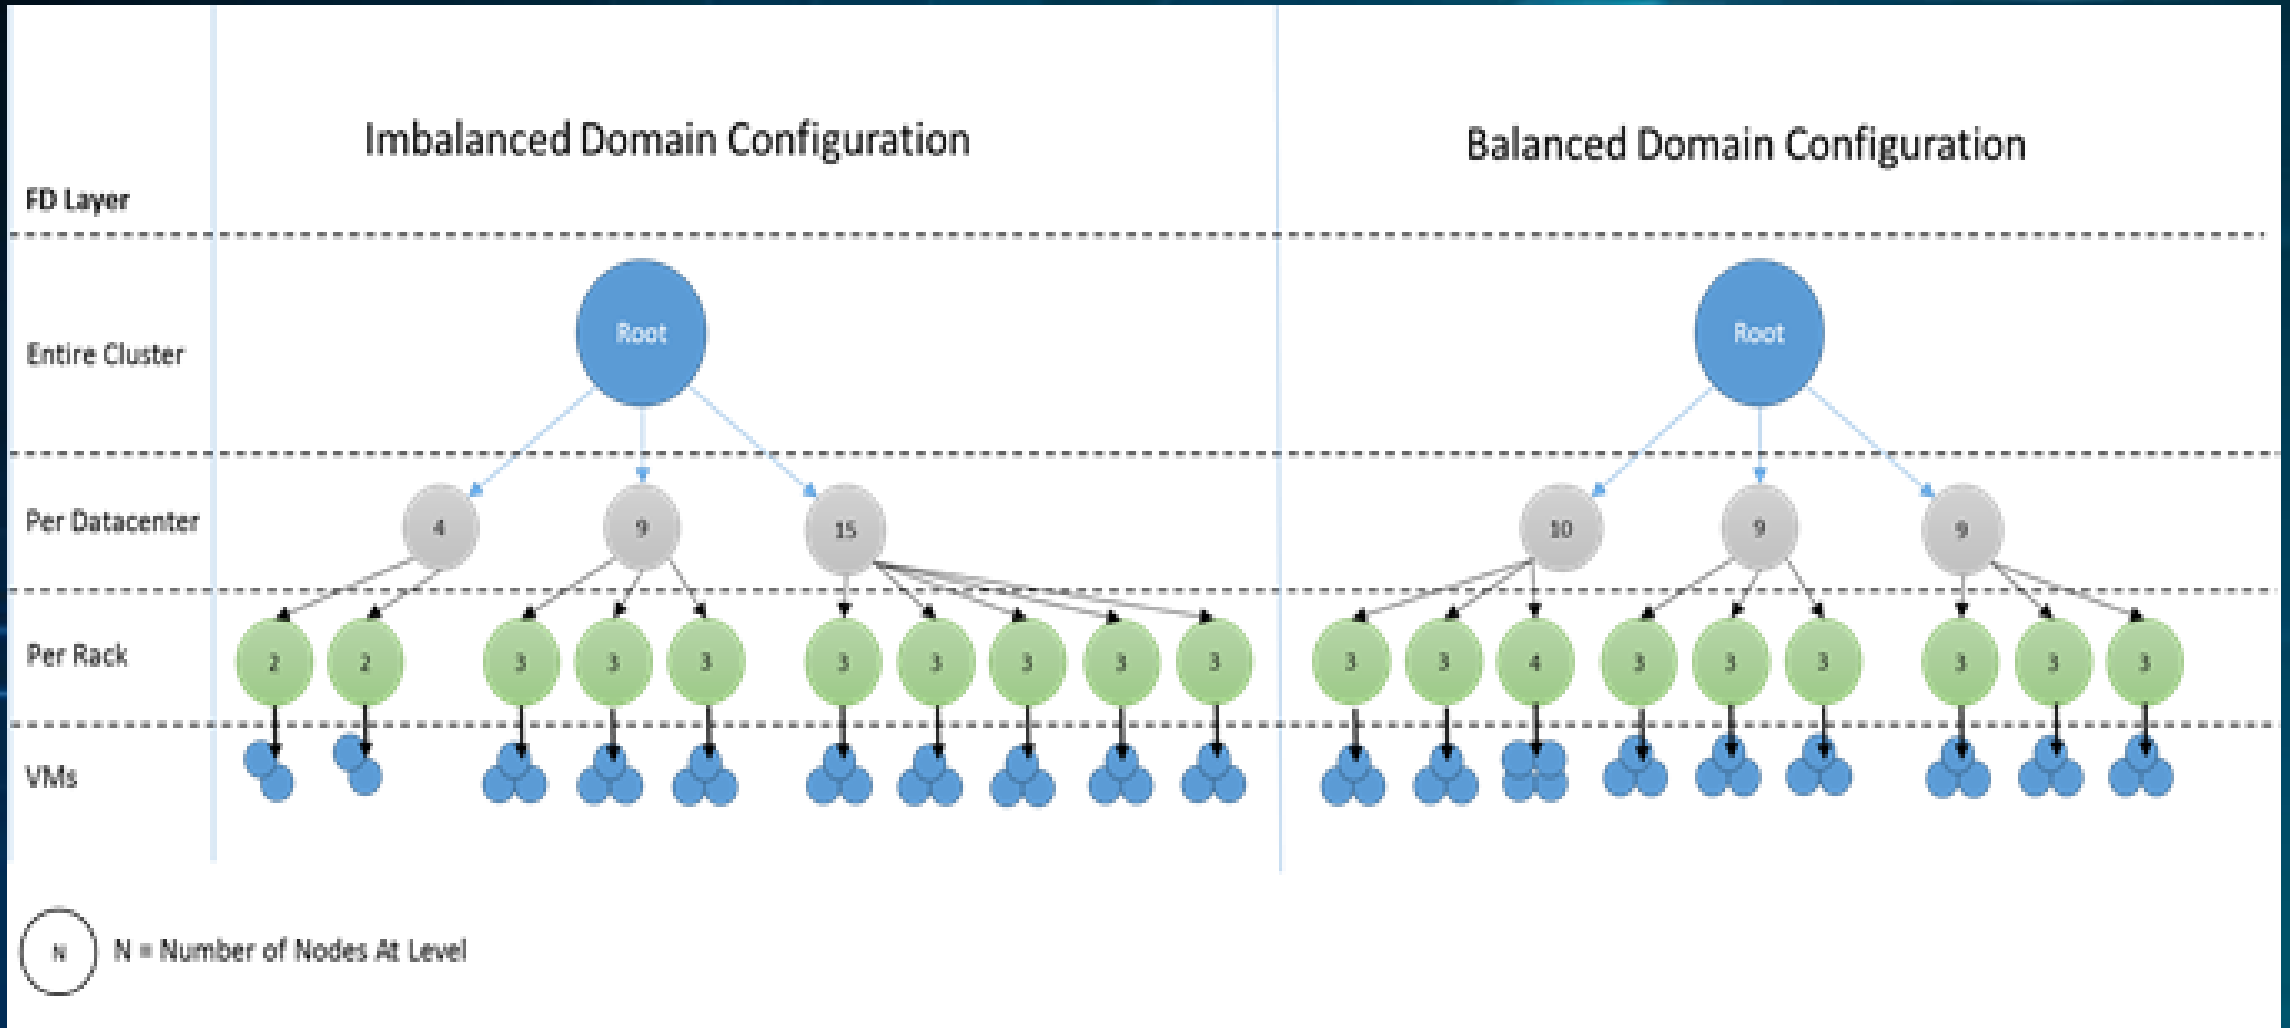 Imbalanced Domain Configuration
Balanced Domain Configuration
FD Layer
Entire Cluster
Root
Root
Per Datacenter
4
9
15
10
9
9
Per Rack
2
2
3
3
3
3
3
3
3
3
3
3
4
3
3
3
3
3
3
VMs
N
N = Number of Nodes At Level